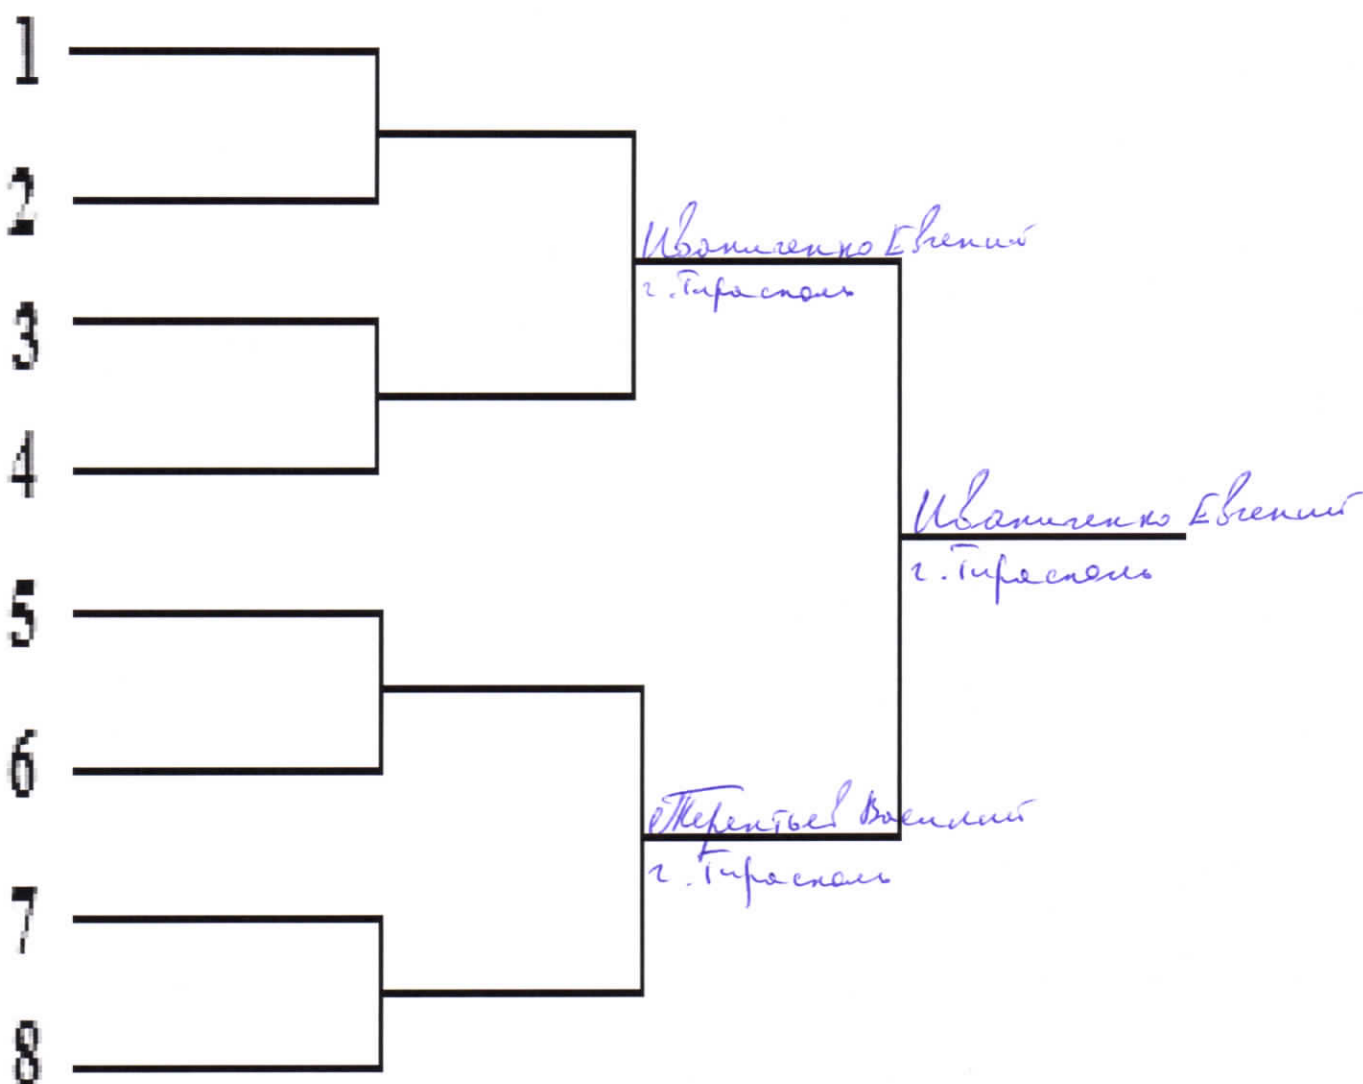 1
2
Иваниченко Евгений
г. Тирасполь
3
4
Иваниченко Евгений
г. Тирасполь
5
6
Терентьев Василий
г. Тирасполь
7
8